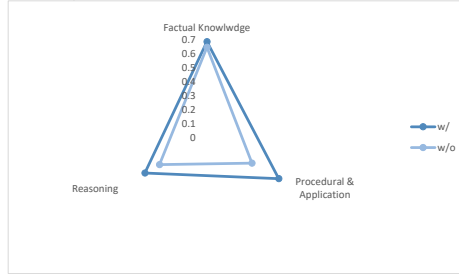 Factual Knowlwdge
0.7
0.6
0.5
0.4
0.3
0.2
0.1
0
w/
w/o
Reasoning
Procedural &
Application